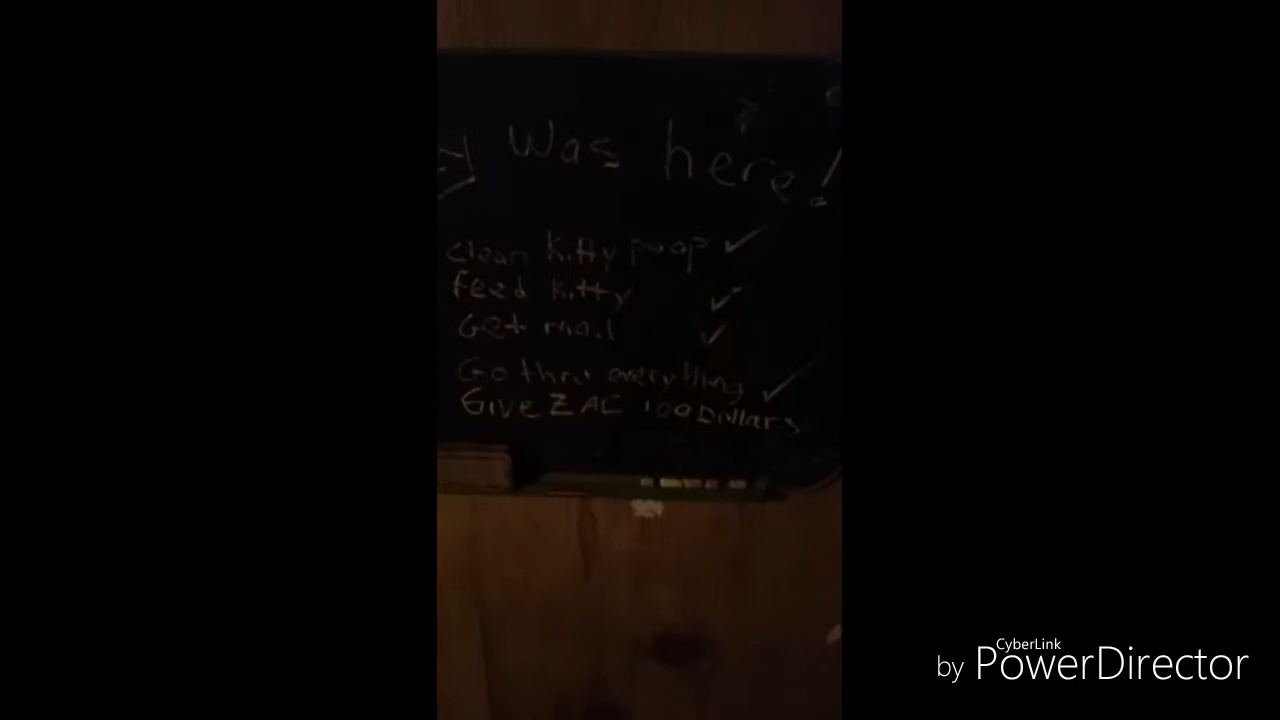 Was here!
Clean Kitty poop ✓
Feed Kitty ✓
Get mail ✓
Go thru everything ✓
Give ZAC 100 Dollars
CyberLink
by PowerDirector